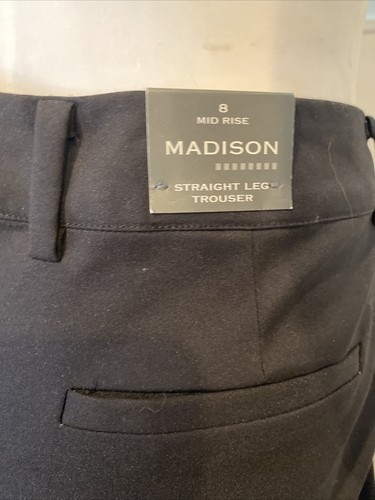 8
MID RISE
MADISON
STRAIGHT LEG
TROUSER